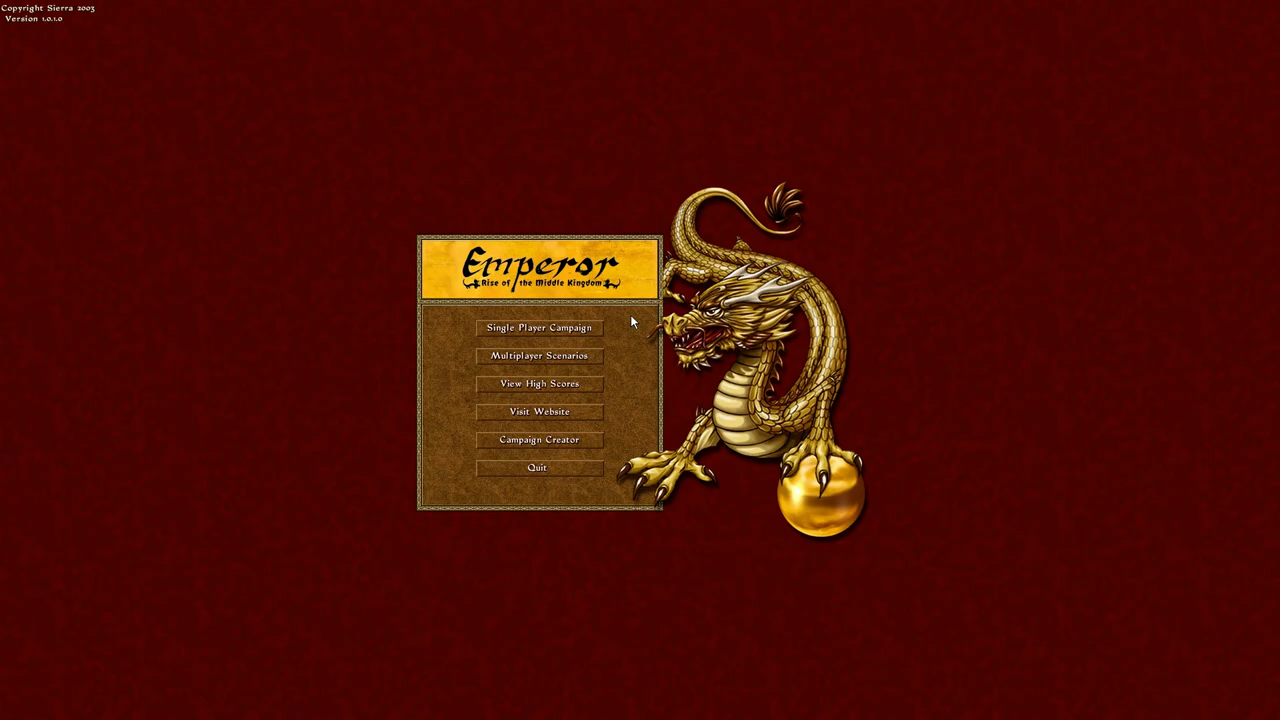 Copyright Sierra 2003
Version 1.0.1.0
Emperor
Rise of the Middle Kingdom
Single Player Campaign
Multiplayer Scenarios
View High Scores
Visit Website
Campaign Creator
Quit